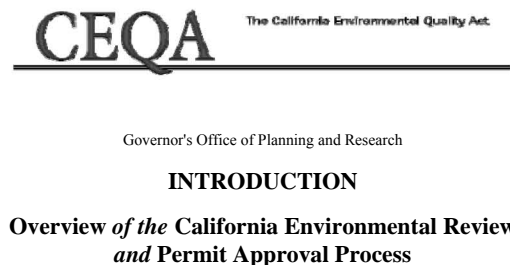 CEQA The California Environmental Quality Act
Governor's Office of Planning and Research
INTRODUCTION
Overview of the California Environmental Review
and Permit Approval Process